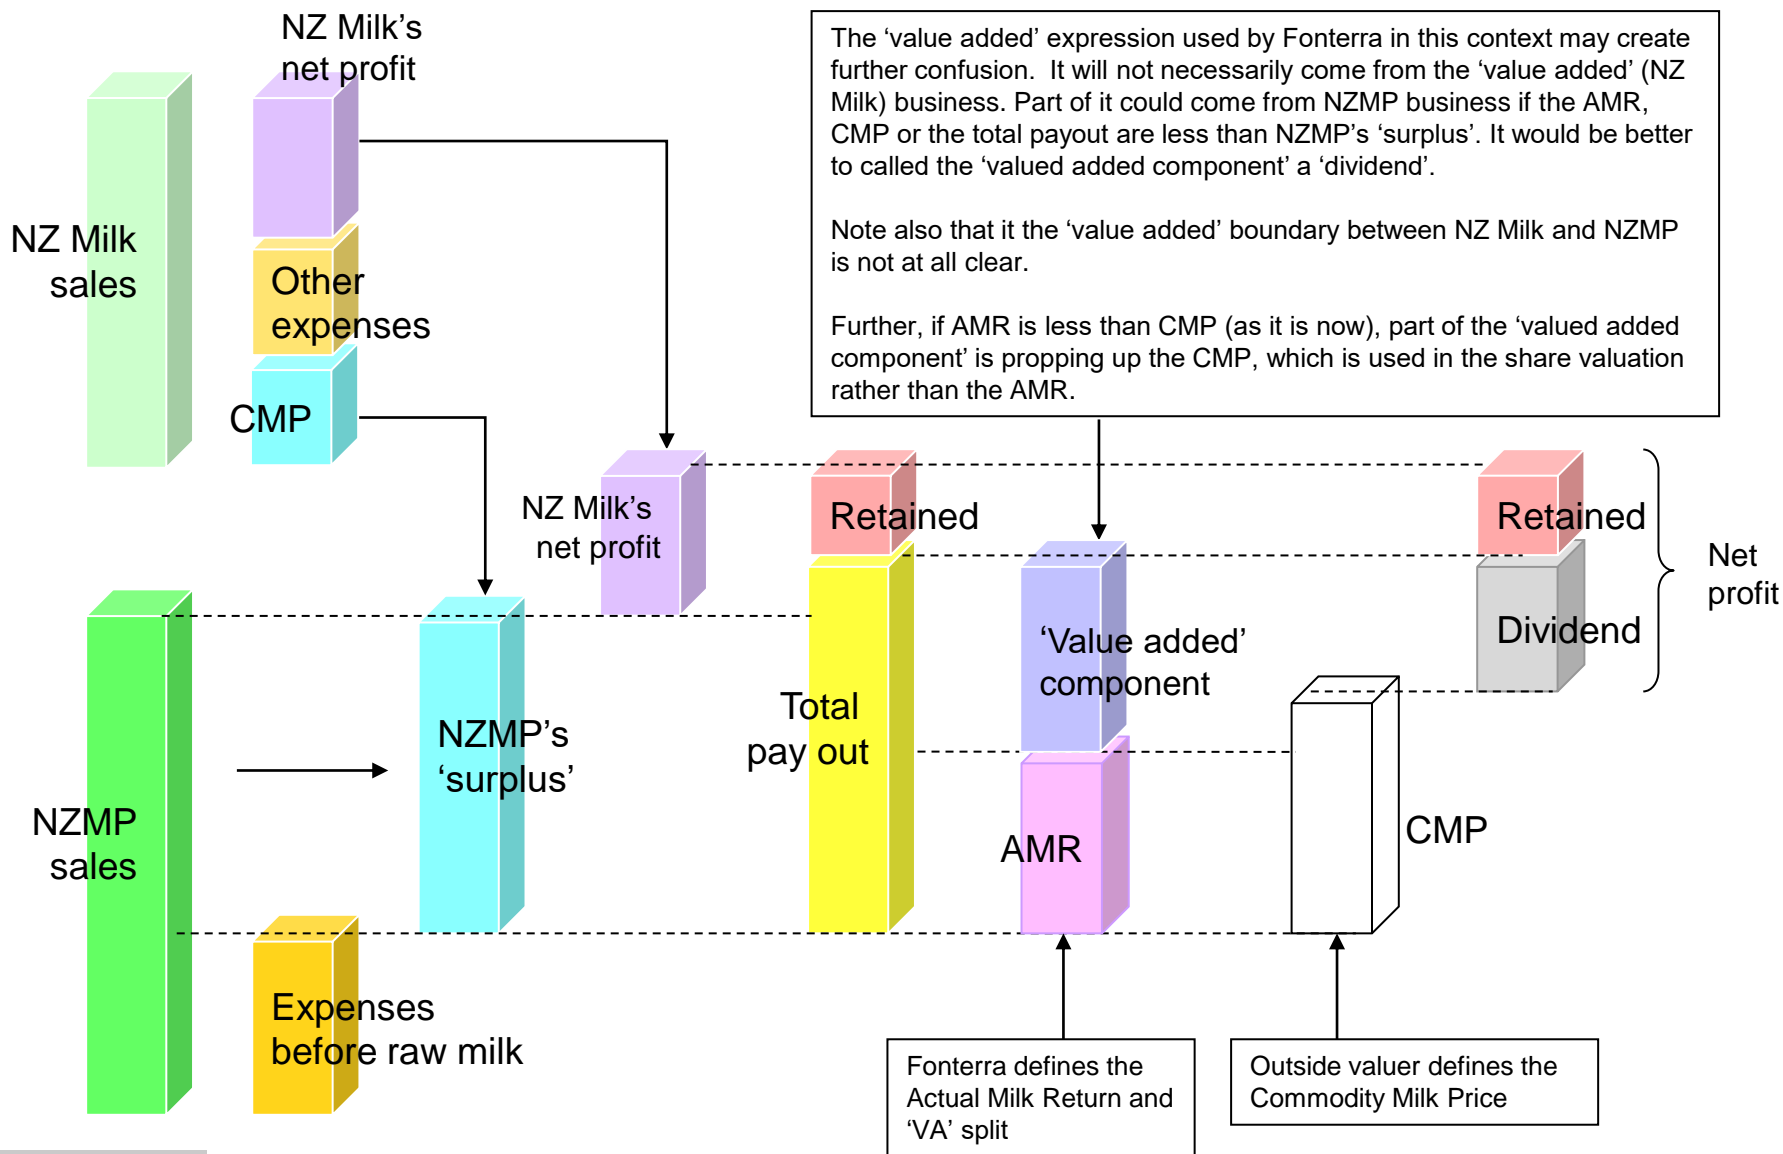 NZ Milk’s
net profit
The ‘value added’ expression used by Fonterra in this context may create
further confusion.  It will not necessarily come from the ‘value added’ (NZ
Milk) business. Part of it could come from NZMP business if the AMR,
CMP or the total payout are less than NZMP’s ‘surplus’. It would be better
to called the ‘valued added component’ a ‘dividend’.
Note also that it the ‘value added’ boundary between NZ Milk and NZMP
is not at all clear.
Further, if AMR is less than CMP (as it is now), part of the ‘valued added
component’ is propping up the CMP, which is used in the share valuation
rather than the AMR.
NZ Milk
sales
Other
expenses
CMP
NZ Milk’s
net profit
Retained
Retained
Net
profit
Dividend
‘Value added’
component
Total
pay out
NZMP’s
‘surplus’
NZMP
sales
AMR
CMP
Expenses
before raw milk
Fonterra defines the
Actual Milk Return and
‘VA’ split
Outside valuer defines the
Commodity Milk Price